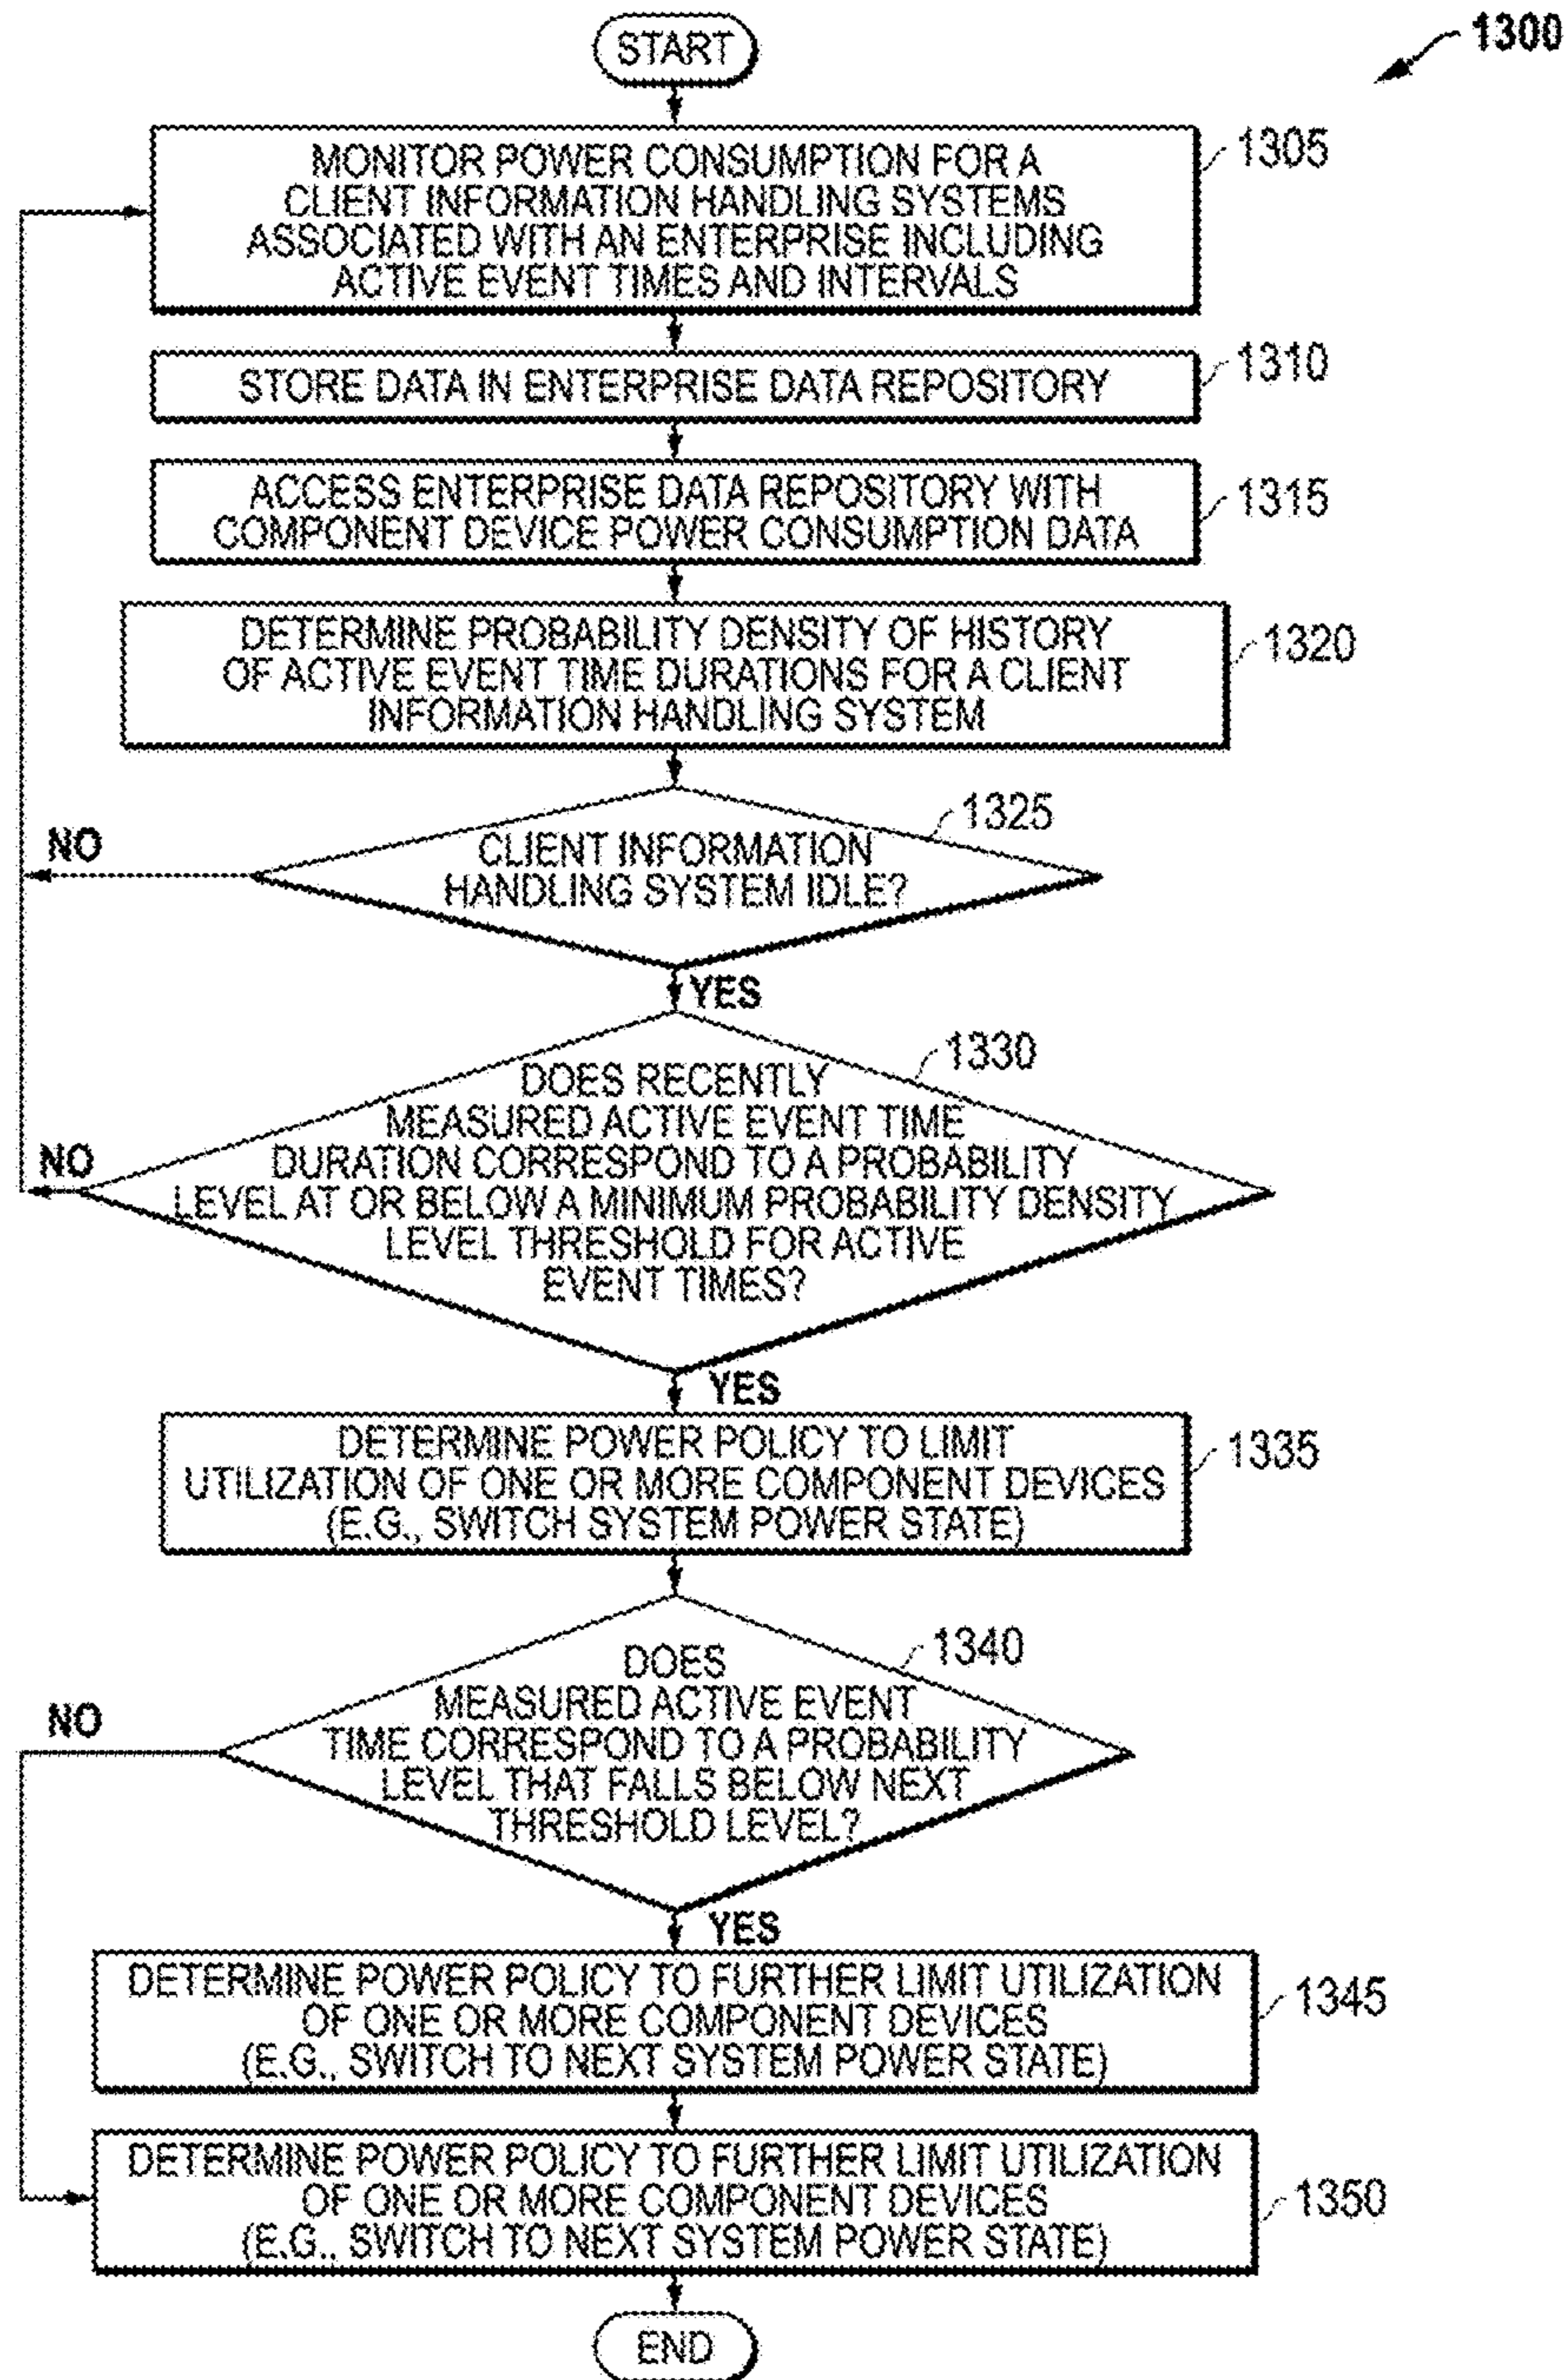 1300
START
MONITOR POWER CONSUMPTION FOR A
CLIENT INFORMATION HANDLING SYSTEMS
ASSOCIATED WITH AN ENTERPRISE INCLUDING
ACTIVE EVENT TIMES AND INTERVALS
1305
STORE DATA IN ENTERPRISE DATA REPOSITORY
1310
ACCESS ENTERPRISE DATA REPOSITORY WITH
COMPONENT DEVICE POWER CONSUMPTION DATA
1315
DETERMINE PROBABILITY DENSITY OF HISTORY
OF ACTIVE EVENT TIME DURATIONS FOR A CLIENT
INFORMATION HANDLING SYSTEM
1320
CLIENT INFORMATION
HANDLING SYSTEM IDLE?
1325
NO
YES
DOES RECENTLY
MEASURED ACTIVE EVENT TIME
DURATION CORRESPOND TO A PROBABILITY
LEVEL AT OR BELOW A MINIMUM PROBABILITY DENSITY
LEVEL THRESHOLD FOR ACTIVE
EVENT TIMES?
1330
NO
YES
DETERMINE POWER POLICY TO LIMIT
UTILIZATION OF ONE OR MORE COMPONENT DEVICES
(E.G., SWITCH SYSTEM POWER STATE)
1335
DOES
MEASURED ACTIVE EVENT
TIME CORRESPOND TO A PROBABILITY
LEVEL THAT FALLS BELOW NEXT
THRESHOLD LEVEL?
1340
NO
YES
DETERMINE POWER POLICY TO FURTHER LIMIT UTILIZATION
OF ONE OR MORE COMPONENT DEVICES
(E.G., SWITCH TO NEXT SYSTEM POWER STATE)
1345
DETERMINE POWER POLICY TO FURTHER LIMIT UTILIZATION
OF ONE OR MORE COMPONENT DEVICES
(E.G., SWITCH TO NEXT SYSTEM POWER STATE)
1350
END